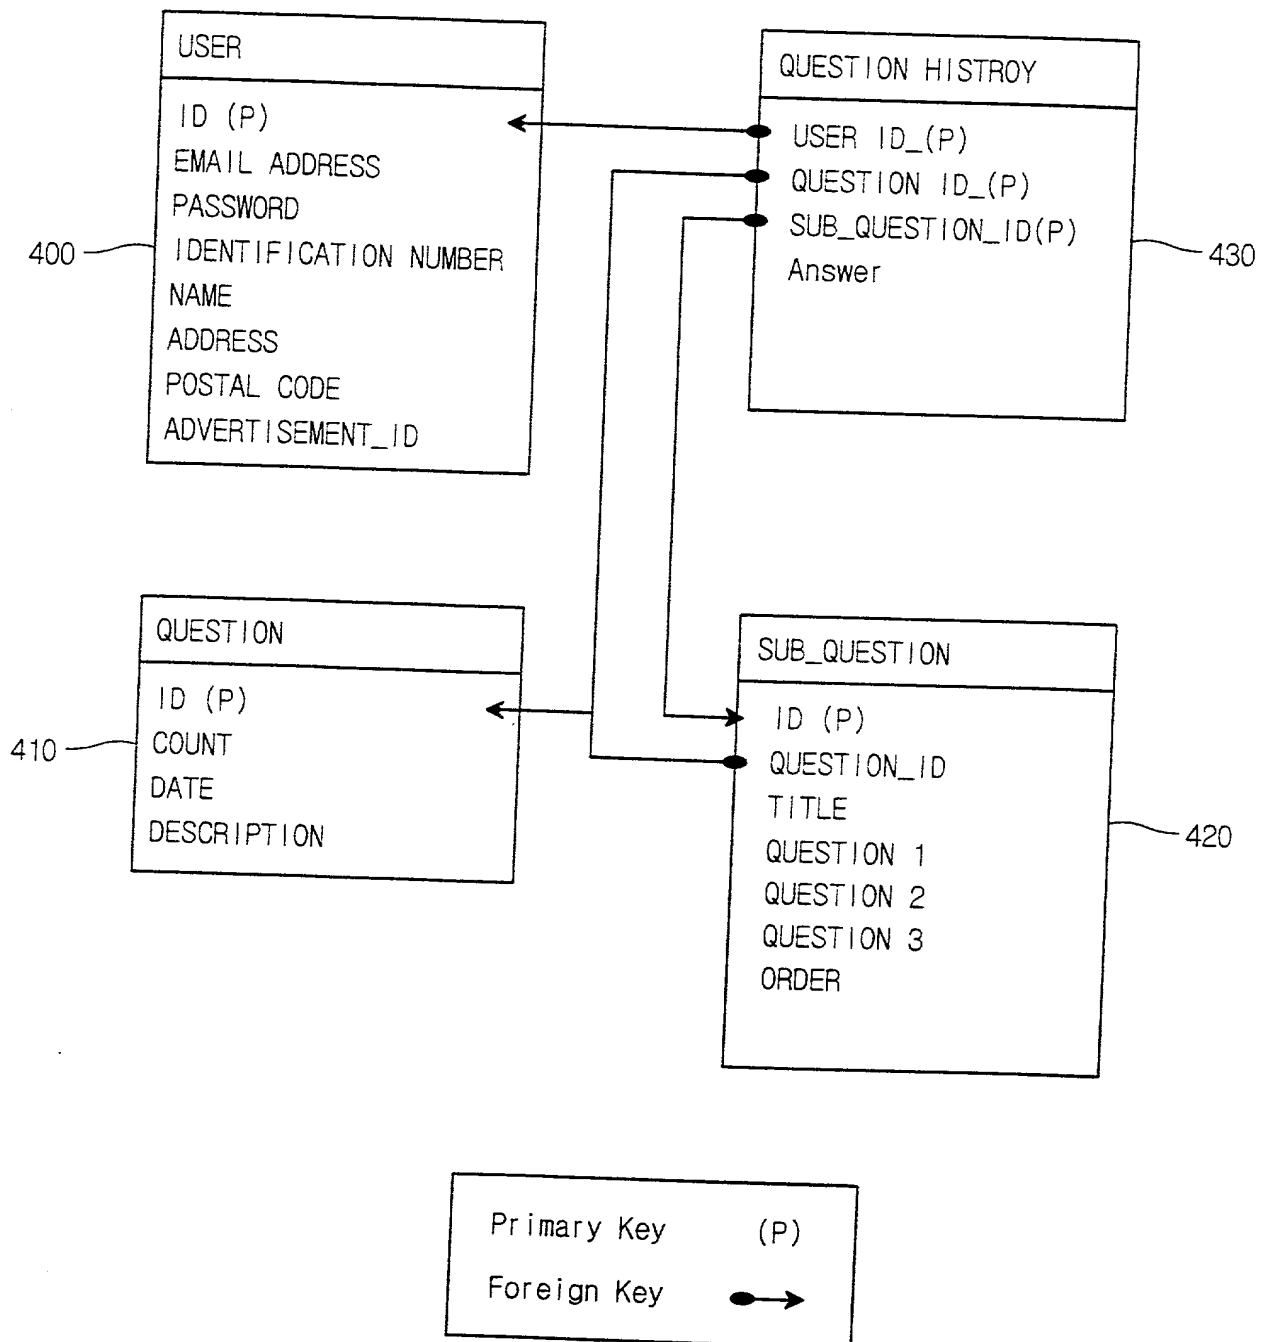 USER
ID (P)
EMAIL ADDRESS
PASSWORD
IDENTIFICATION NUMBER
NAME
ADDRESS
POSTAL CODE
ADVERTISEMENT_ID
400
QUESTION HISTROY
USER ID_(P)
QUESTION ID_(P)
SUB_QUESTION_ID(P)
Answer
430
QUESTION
ID (P)
COUNT
DATE
DESCRIPTION
410
SUB_QUESTION
ID (P)
QUESTION_ID
TITLE
QUESTION 1
QUESTION 2
QUESTION 3
ORDER
420
Primary Key (P)
Foreign Key